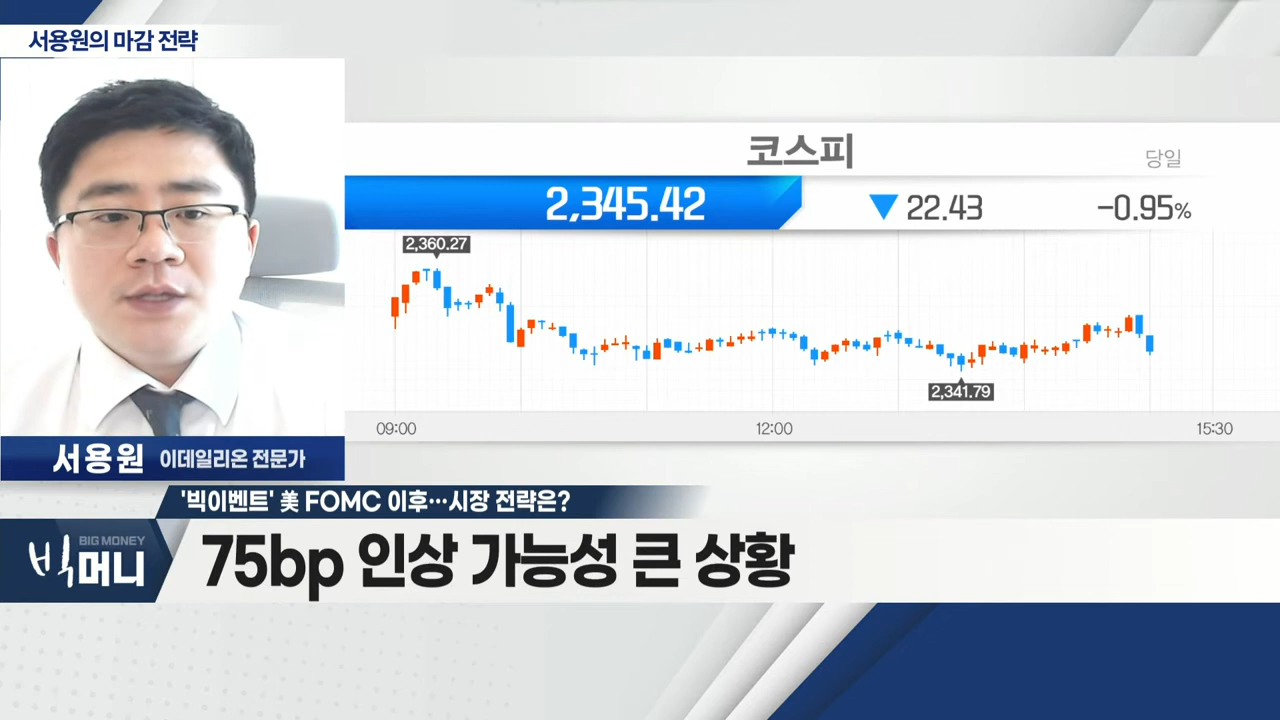 서용원의 마감 전략
코스피
당일
2,345.42 ▼ 22.43 -0.95%
2,360.27
2,341.79
09:00 12:00 15:30
서용원 이데일리온 전문가
'빅이벤트' 美 FOMC 이후…시장 전략은?
BIG MONEY
빅머니
75bp 인상 가능성 큰 상황